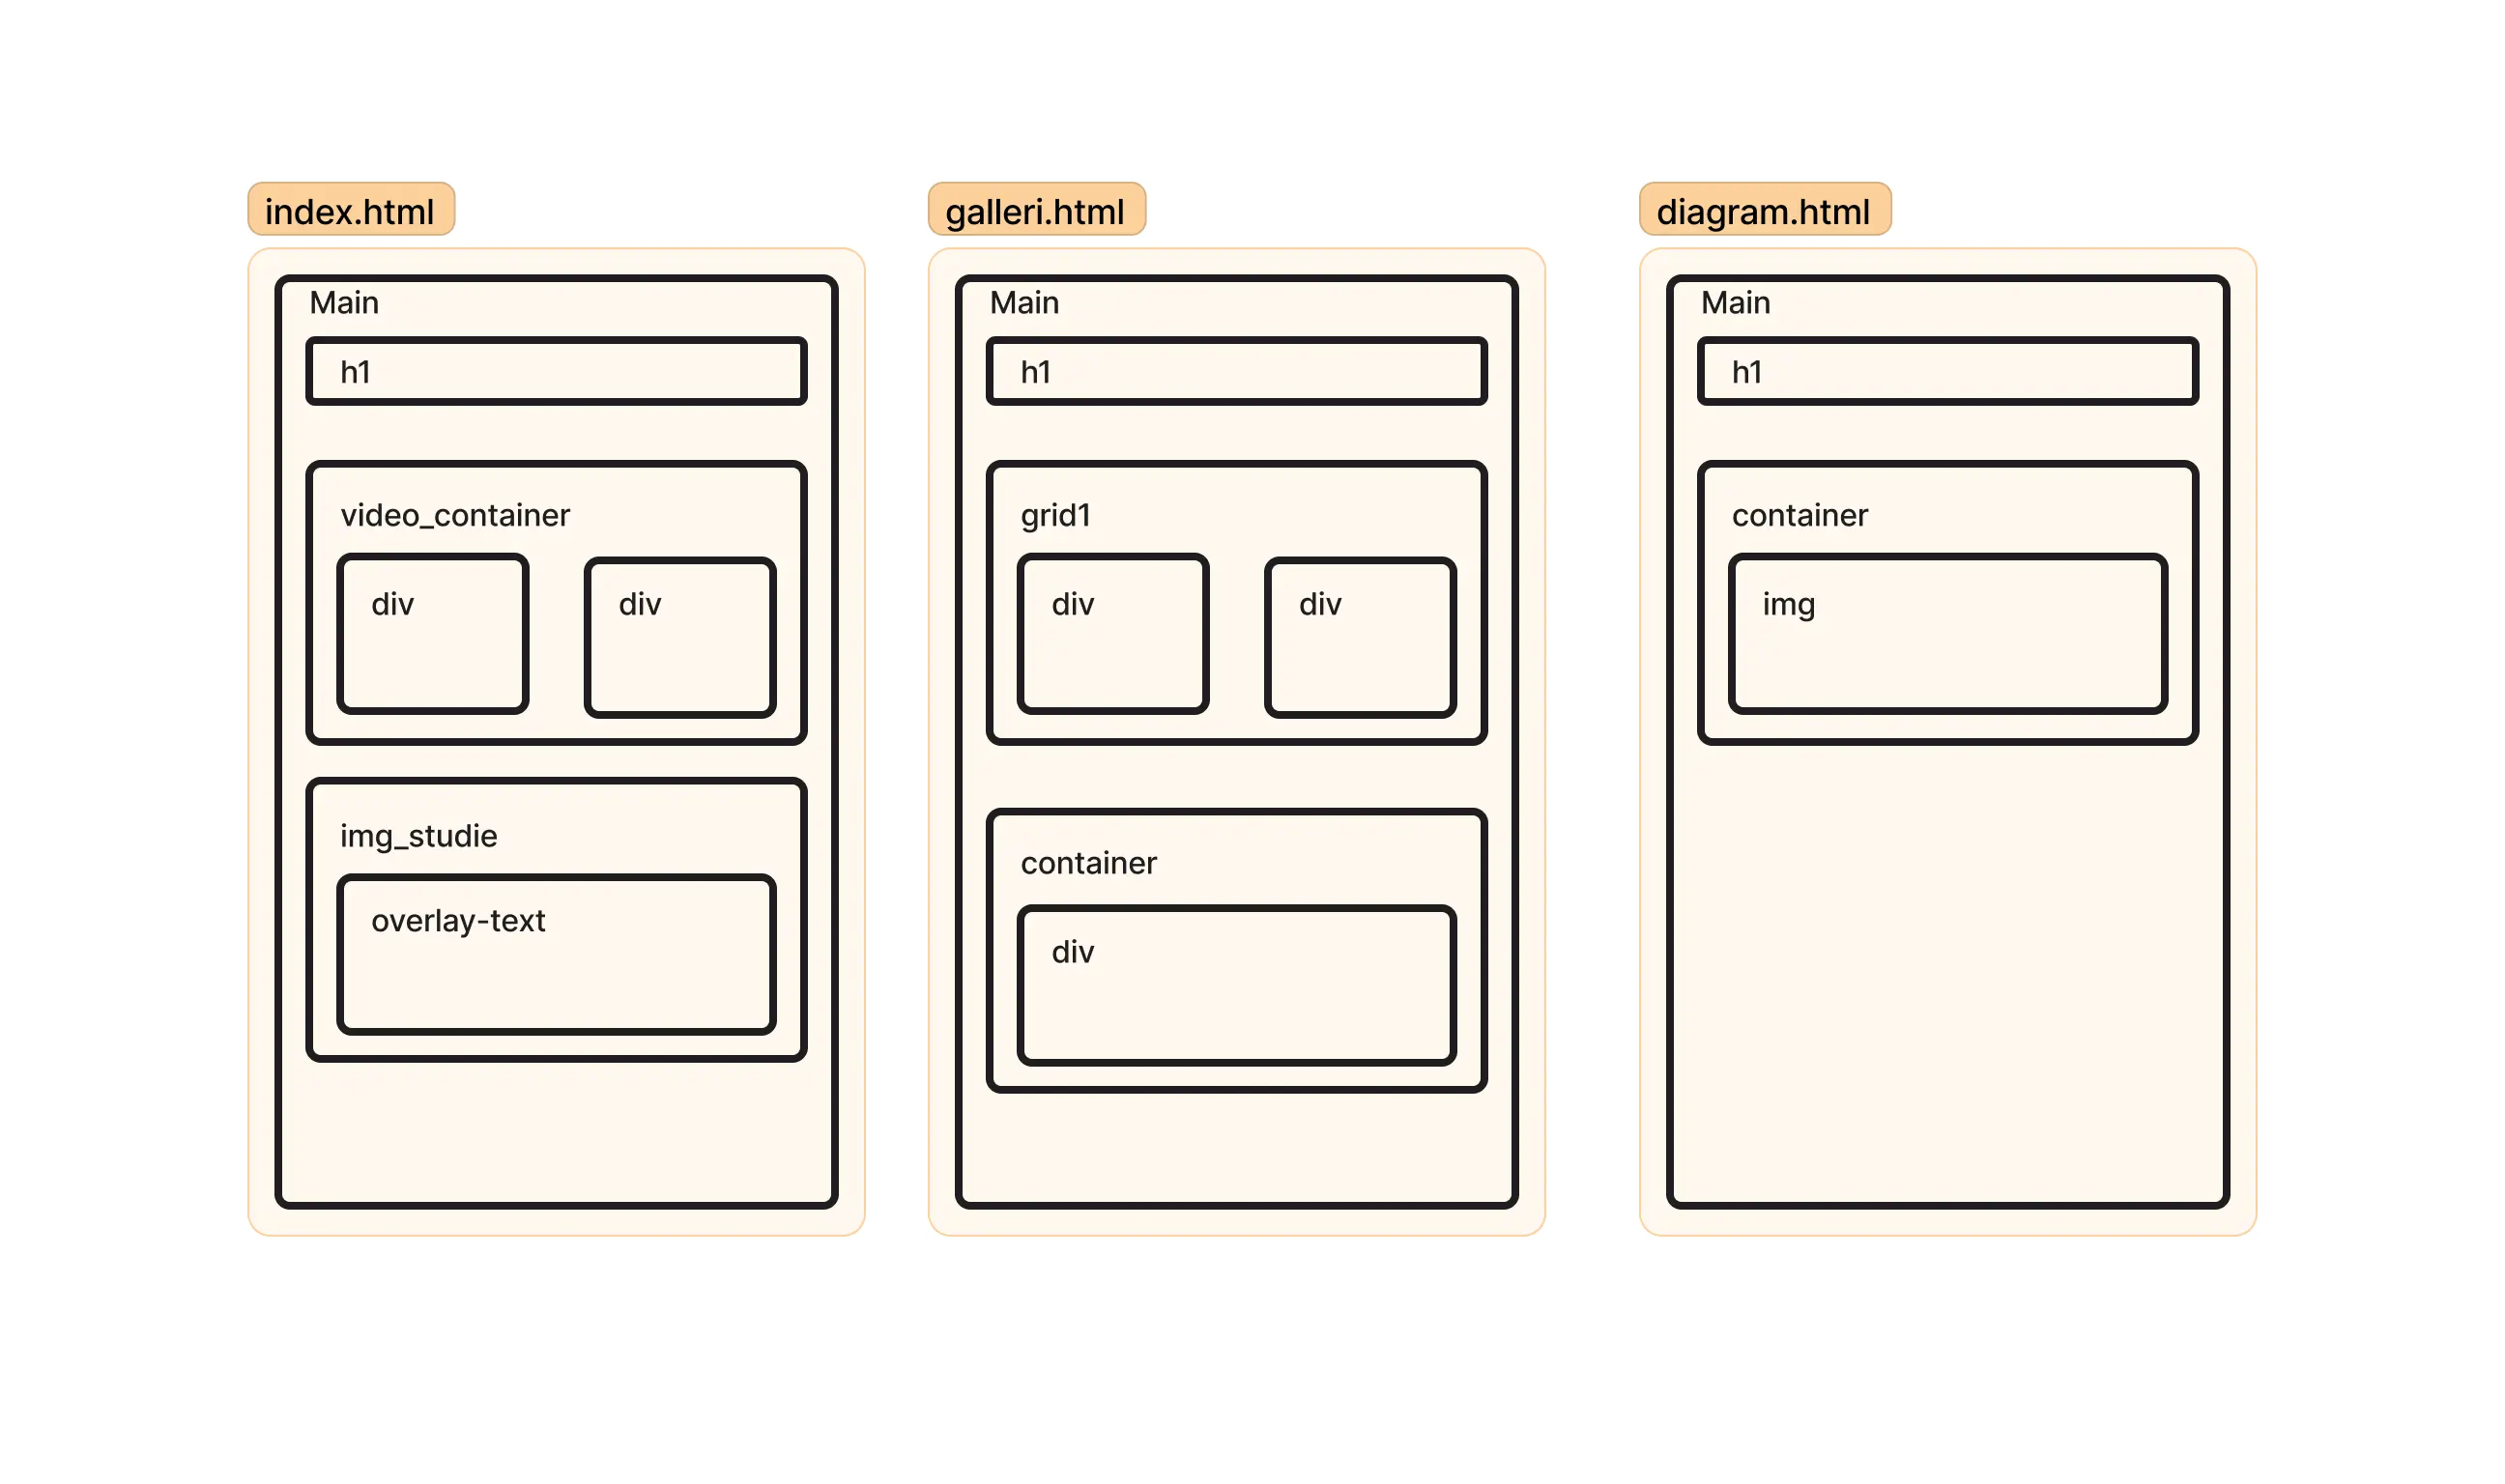 index.html
Main
h1
video_container
div
div
img_studie
overlay-text
galleri.html
Main
h1
grid1
div
div
container
div
diagram.html
Main
h1
container
img